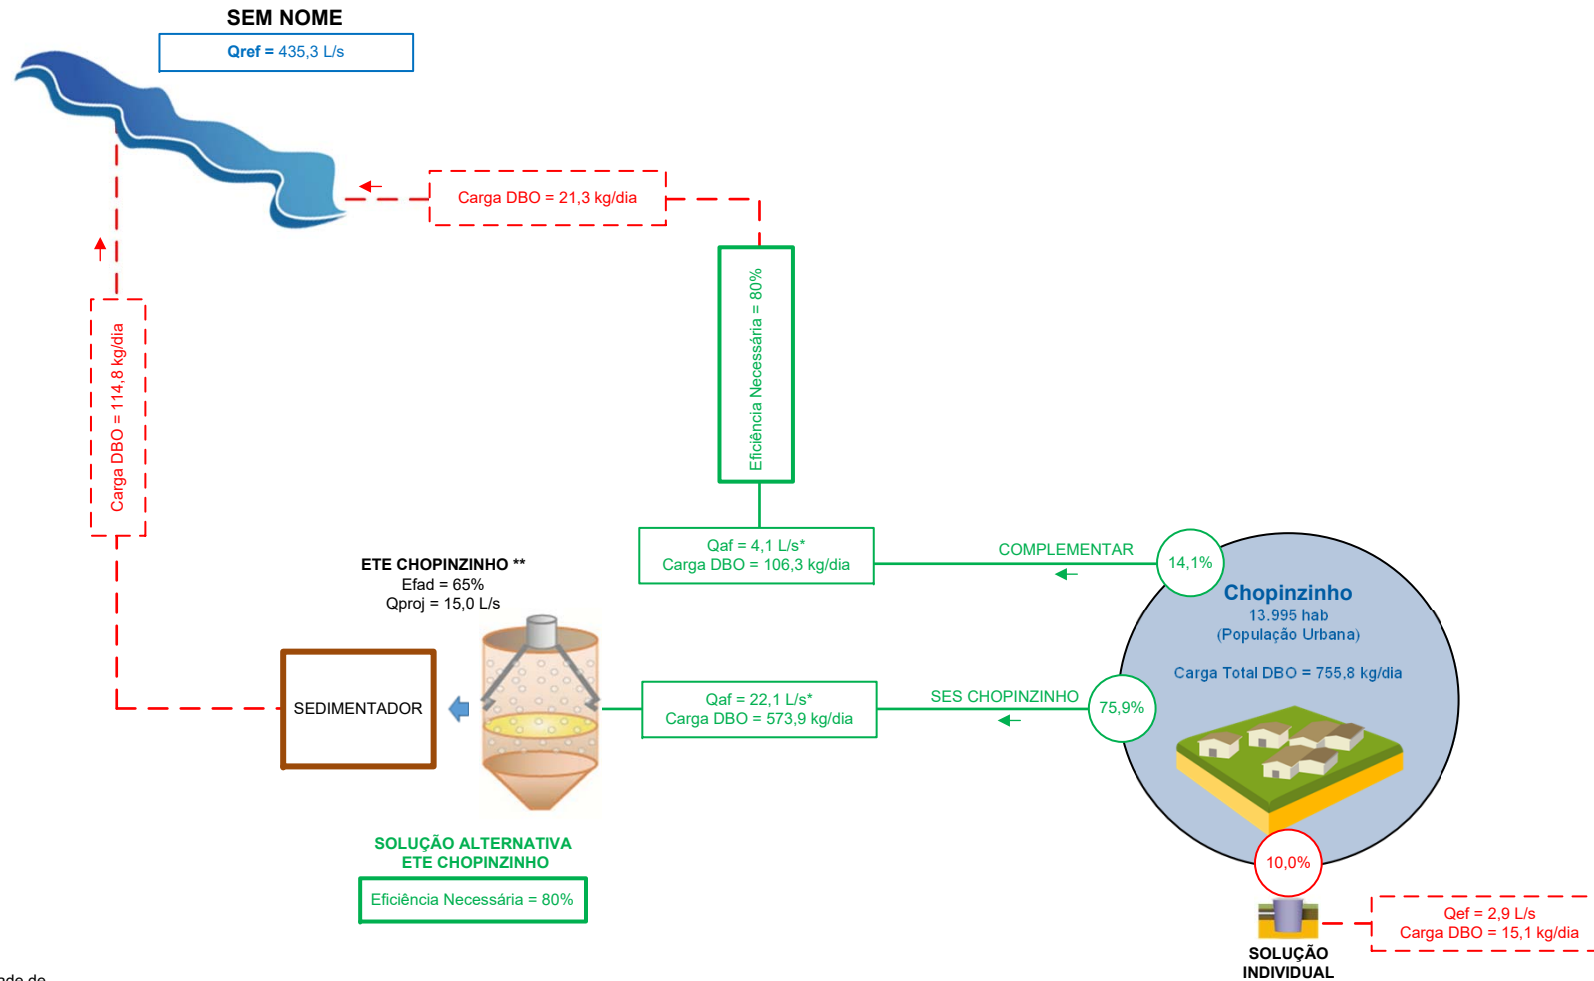 SEM NOME
Qref = 435,3 L/s
Carga DBO = 21,3 kg/dia
Eficiência Necessária = 80%
Carga DBO = 114,8 kg/dia
Qaf = 4,1 L/s*
Carga DBO = 106,3 kg/dia
COMPLEMENTAR
14,1%
ETE CHOPINZINHO **
Efad = 65%
Qproj = 15,0 L/s
Chopinzinho
13.995 hab
(População Urbana)
Carga Total DBO = 755,8 kg/dia
SEDIMENTADOR
Qaf = 22,1 L/s*
Carga DBO = 573,9 kg/dia
SES CHOPINZINHO
75,9%
SOLUÇÃO ALTERNATIVA
ETE CHOPINZINHO
Eficiência Necessária = 80%
10,0%
Qef = 2,9 L/s
Carga DBO = 15,1 kg/dia
SOLUÇÃO
INDIVIDUAL